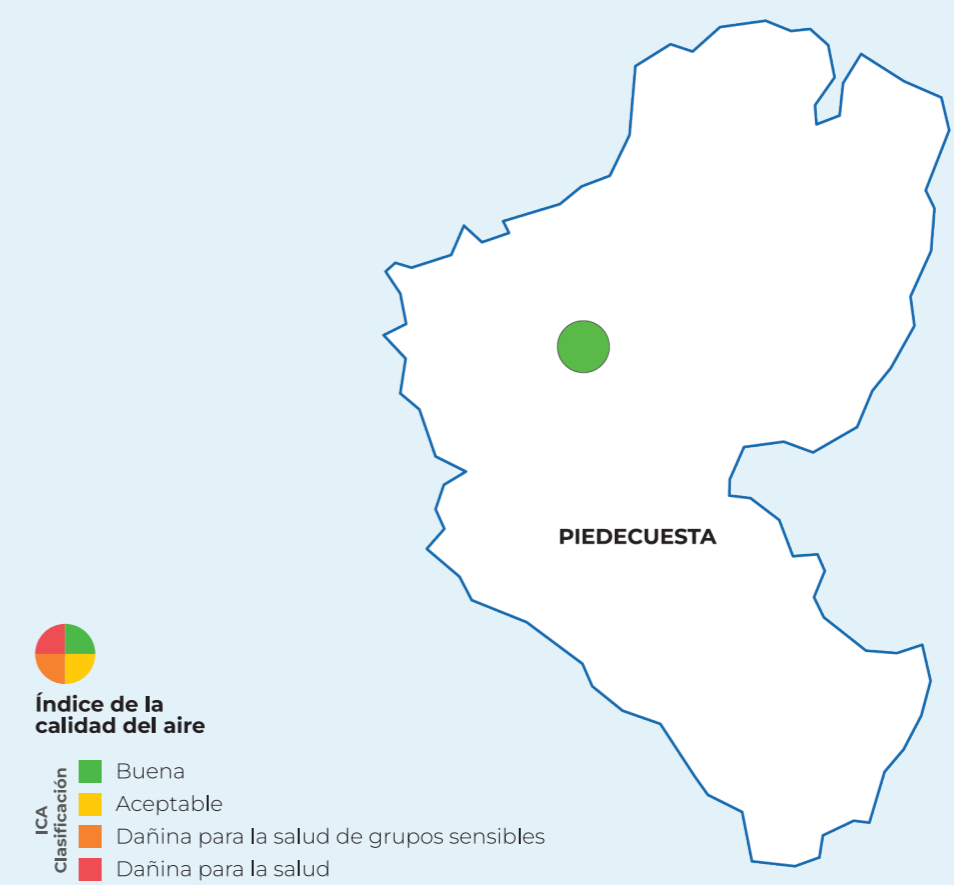 PIEDECUESTA
Índice de la
calidad del aire
ICA
Clasificación
Buena
Aceptable
Dañina para la salud de grupos sensibles
Dañina para la salud